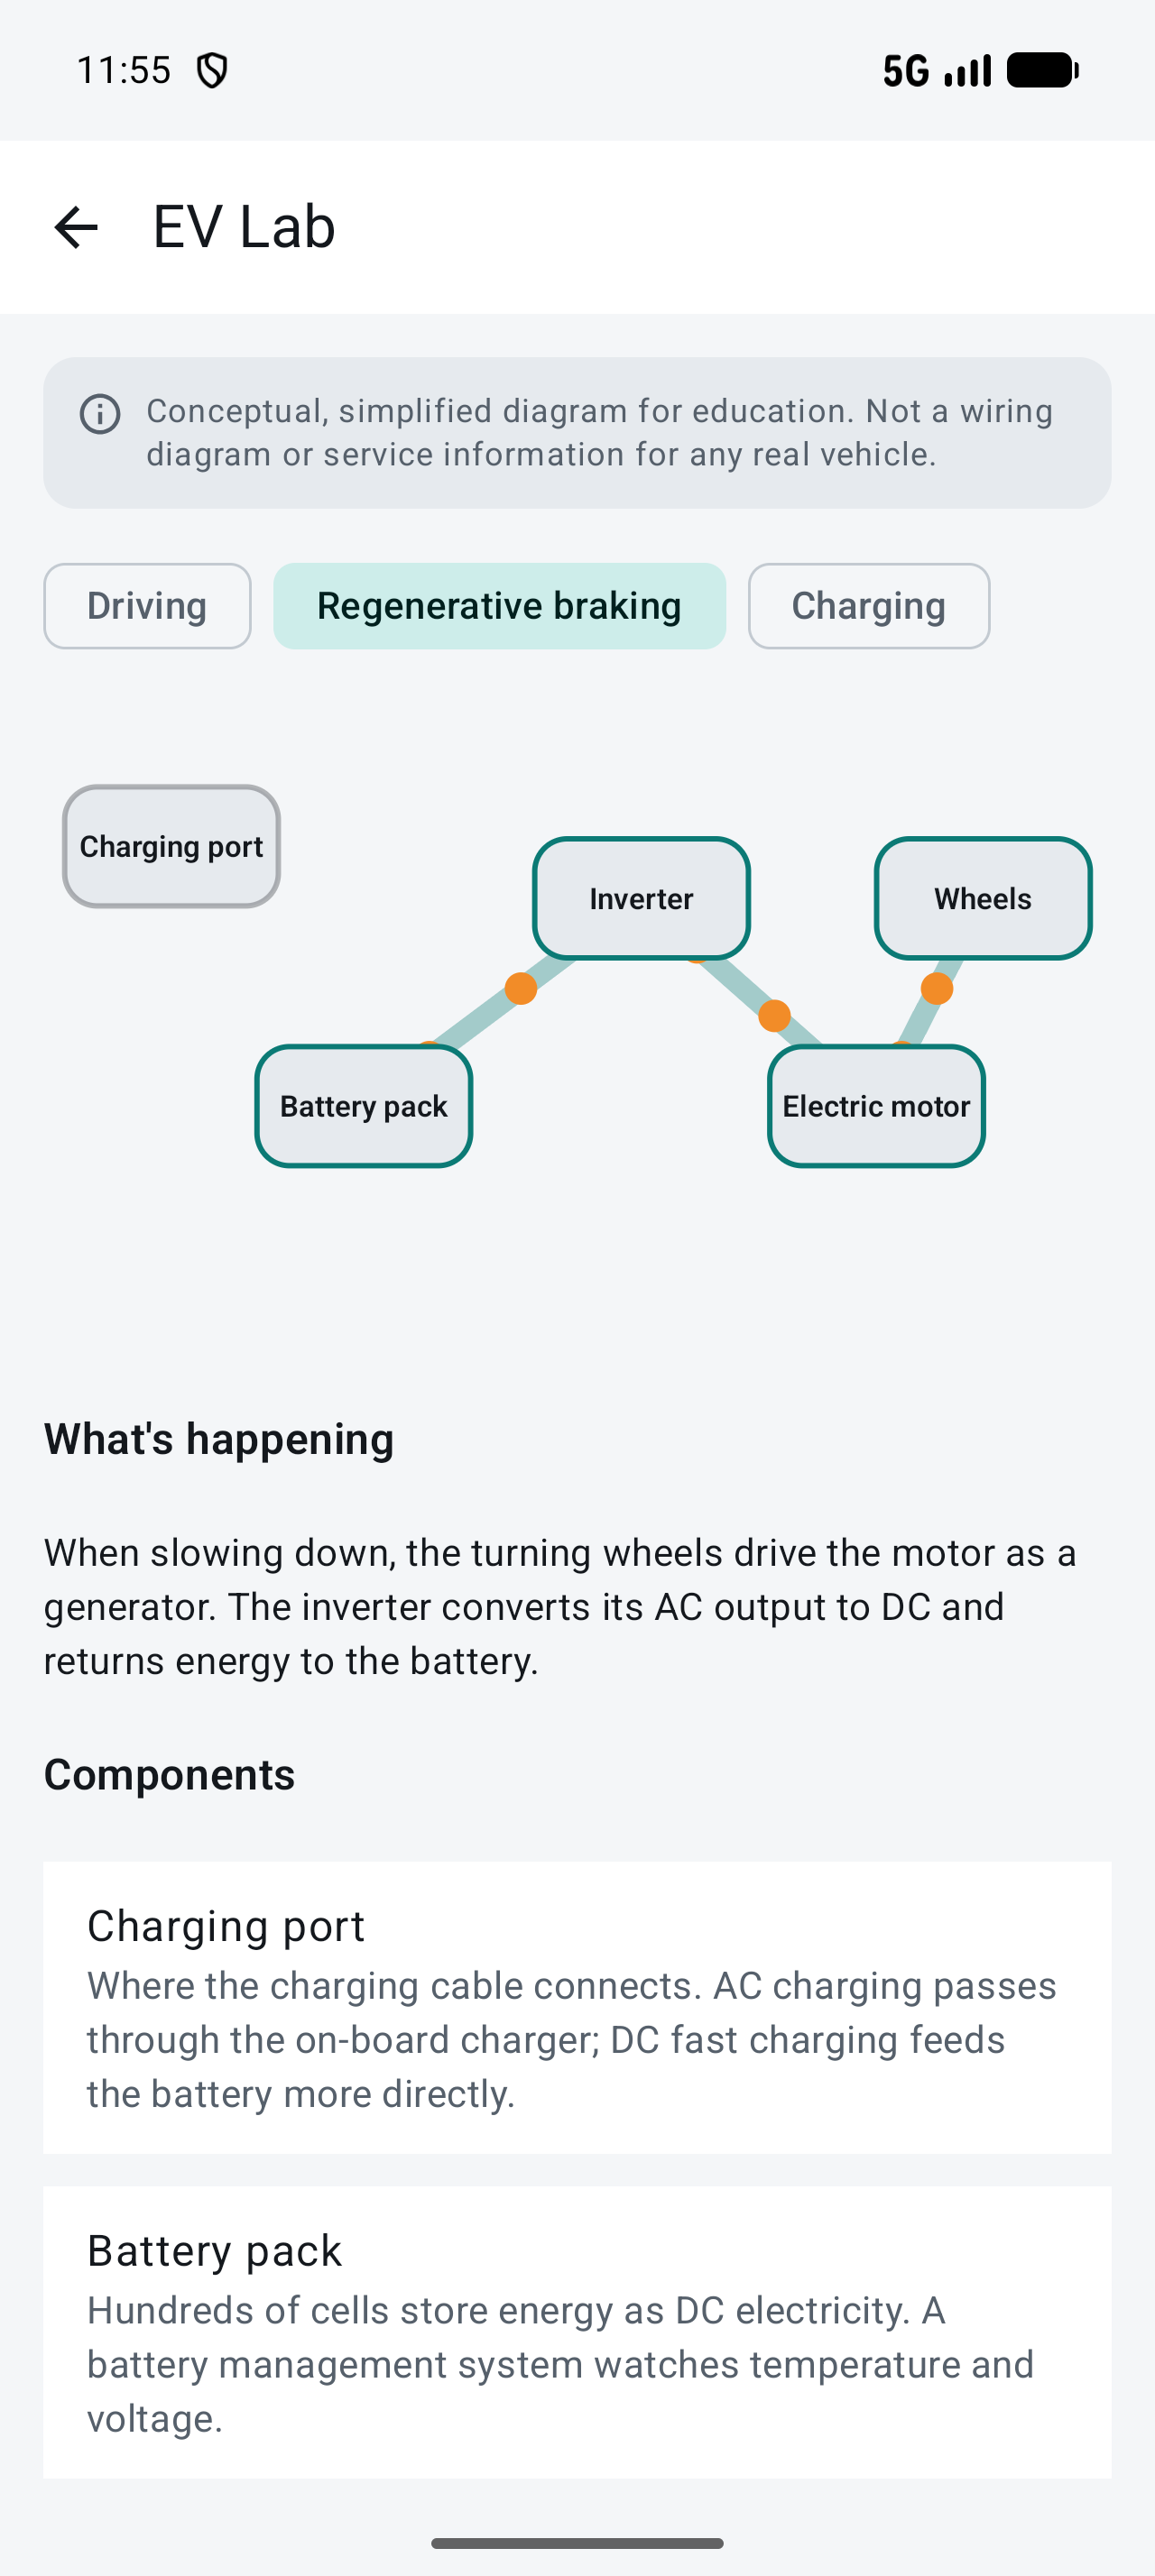 11:55
5G
EV Lab
Conceptual, simplified diagram for education. Not a wiring
diagram or service information for any real vehicle.
Driving
Regenerative braking
Charging
Charging port
Inverter
Wheels
Battery pack
Electric motor
What's happening
When slowing down, the turning wheels drive the motor as a
generator. The inverter converts its AC output to DC and
returns energy to the battery.
Components
Charging port
Where the charging cable connects. AC charging passes
through the on-board charger; DC fast charging feeds
the battery more directly.
Battery pack
Hundreds of cells store energy as DC electricity. A
battery management system watches temperature and
voltage.